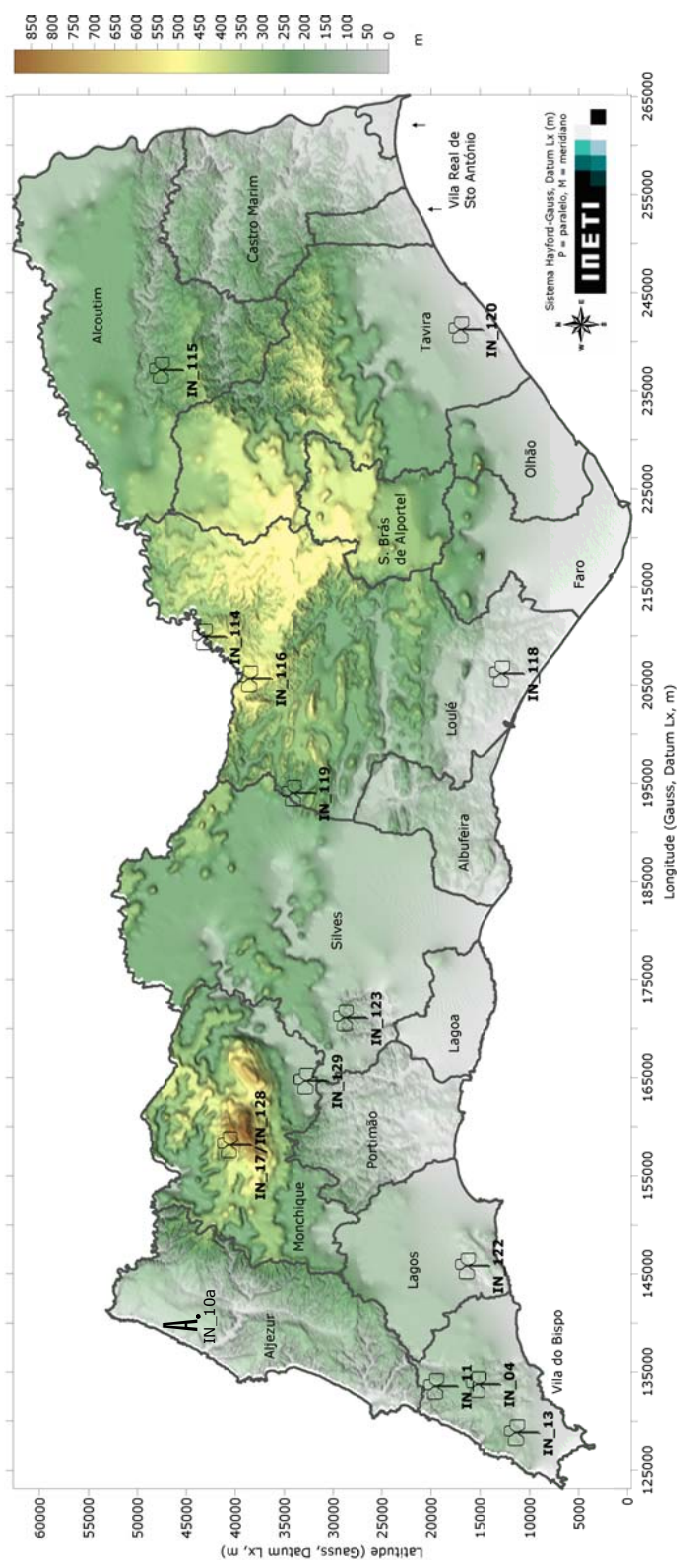 850
800
750
700
650
600
550
500
450
400
350
300
250
200
150
100
50
0
m
60000
55000
50000
45000
40000
35000
30000
25000
20000
15000
10000
5000
0
Latitude (Gauss, Datum Lx, m)
125000
135000
145000
155000
165000
175000
185000
195000
205000
215000
225000
235000
245000
255000
265000
Longitude (Gauss, Datum Lx, m)
Alcoutim
Castro Marim
Vila Real de
Sto António
IN_115
Tavira
IN_120
Olhão
S. Brás
de Alportel
Faro
IN_114
IN_116
IN_118
Loulé
IN_119
Albufeira
Silves
IN_123
Lagoa
IN_129
IN_17/IN_128
Portimão
Monchique
Lagos
IN_122
IN_10a
Aljezur
IN_11
IN_04
IN_13
Vila do Bispo
Sistema Hayford-Gauss, Datum Lx (m)
P = paralelo, M = meridiano
N
E
S
W
INETI